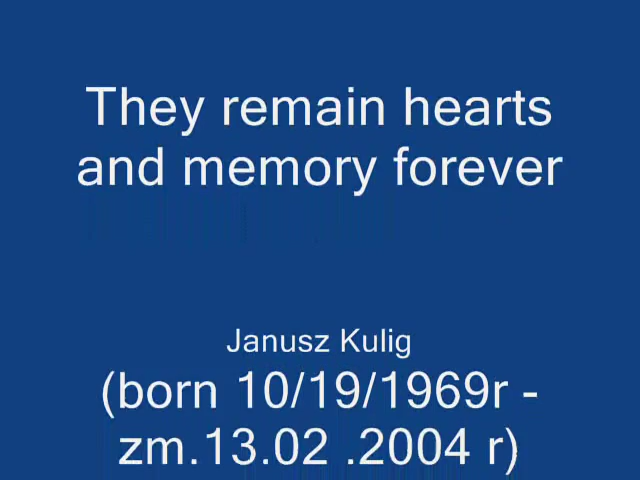 They remain hearts
and memory forever
Janusz Kulig
(born 10/19/1969r -
zm.13.02 .2004 r)